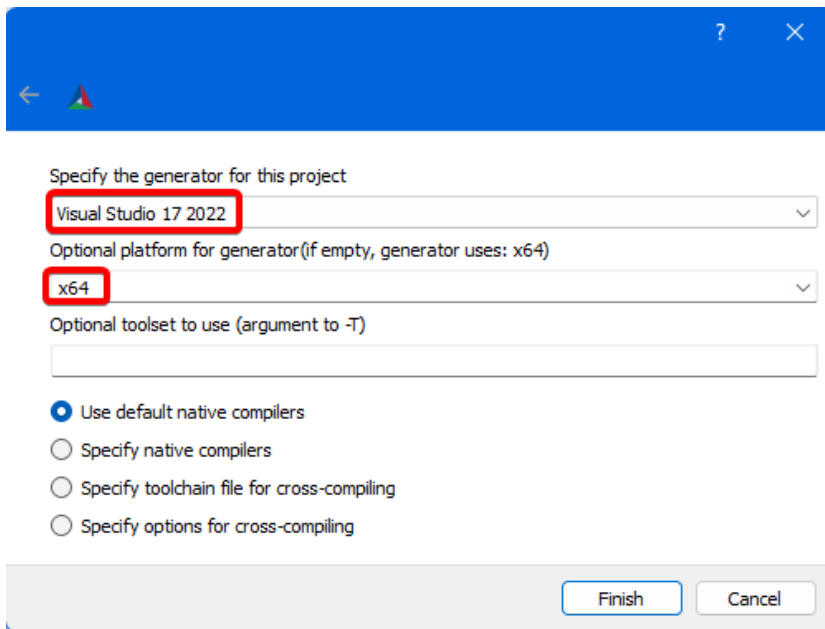 ?
Specify the generator for this project
Visual Studio 17 2022
Optional platform for generator(if empty, generator uses: x64)
x64
Optional toolset to use (argument to -T)
Use default native compilers
Specify native compilers
Specify toolchain file for cross-compiling
Specify options for cross-compiling
Finish Cancel